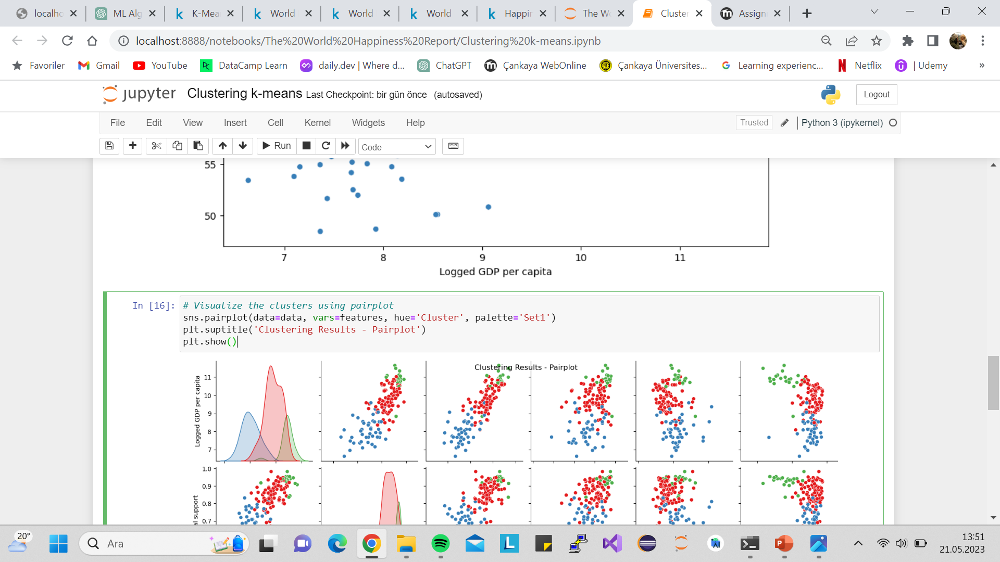 localho
ML Alg
K-Mea
World
World
World
Happin
The Wo
Cluster
Assign
localhost:8888/notebooks/The%20World%20Happiness%20Report/Clustering%20k-means.ipynb
Favoriler
Gmail
YouTube
DataCamp Learn
daily.dev | Where d...
ChatGPT
Çankaya WebOnline
Çankaya Üniversites...
Learning experienc...
Netflix
| Udemy
»
jupyter Clustering k-means Last Checkpoint: bir gün önce (autosaved)
Logout
File Edit View Insert Cell Kernel Widgets Help
Trusted
Python 3 (ipykernel)
Run
Code
55
50
7 8 9 10 11
Logged GDP per capita
In [16]:
# Visualize the clusters using pairplot
sns.pairplot(data=data, vars=features, hue='Cluster', palette='Set1')
plt.suptitle('Clustering Results - Pairplot')
plt.show()
Clustering Results - Pairplot
Logged GDP per capita
11
10
9
8
7
1.0
0.9
0.8
0.7
al support
20°
Ara
13:51
21.05.2023